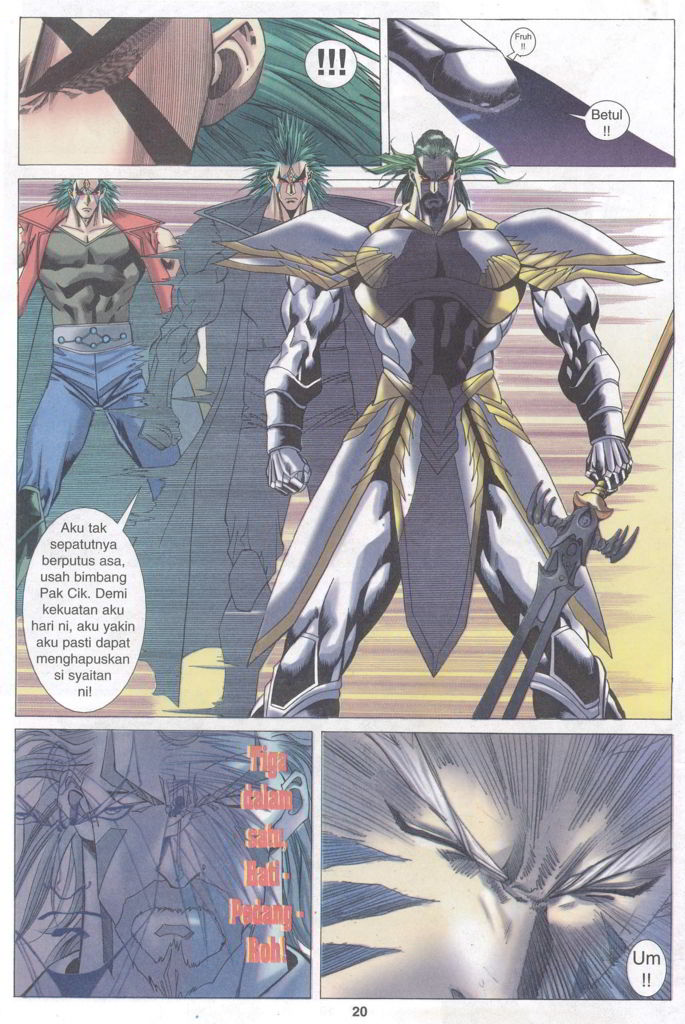 !!!
Fruh
!!
Betul
!!
Aku tak
sepatutnya
berputus asa,
usah bimbang
Pak Cik. Demi
kekuatan aku
hari ni, aku yakin
aku pasti dapat
menghapuskan
si syaitan
ni!
Tiga
dalam
satu,
Hati -
Pedang -
Roh!
Um
!!
20